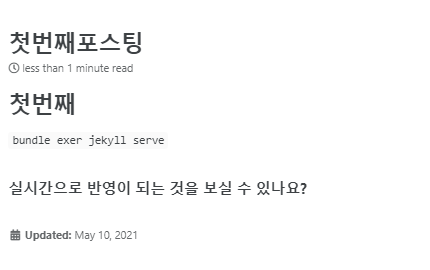 첫번째포스팅
less than 1 minute read
첫번째
bundle exer jekyll serve
실시간으로 반영이 되는 것을 보실 수 있나요?
Updated: May 10, 2021